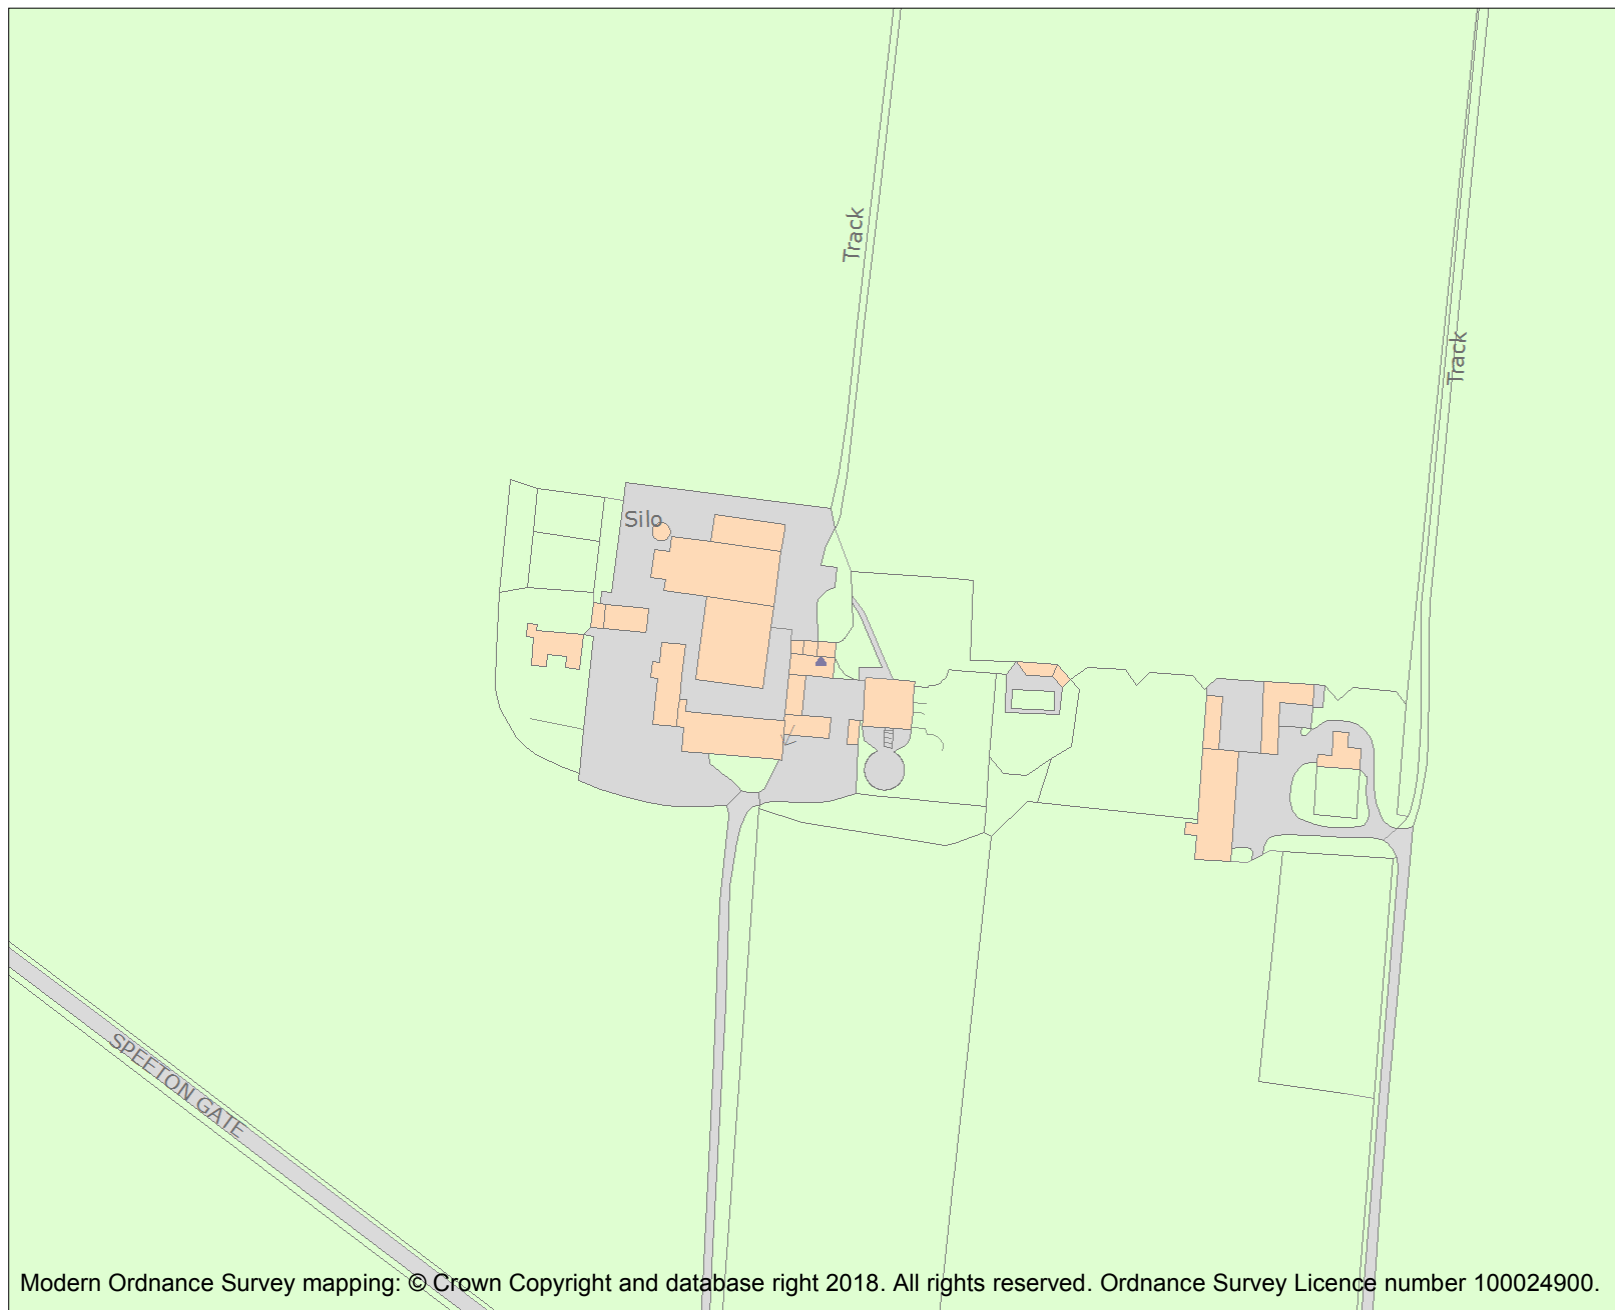 Track
Track
Silo
SPEETON GATE
Modern Ordnance Survey mapping: © Crown Copyright and database right 2018. All rights reserved. Ordnance Survey Licence number 100024900.